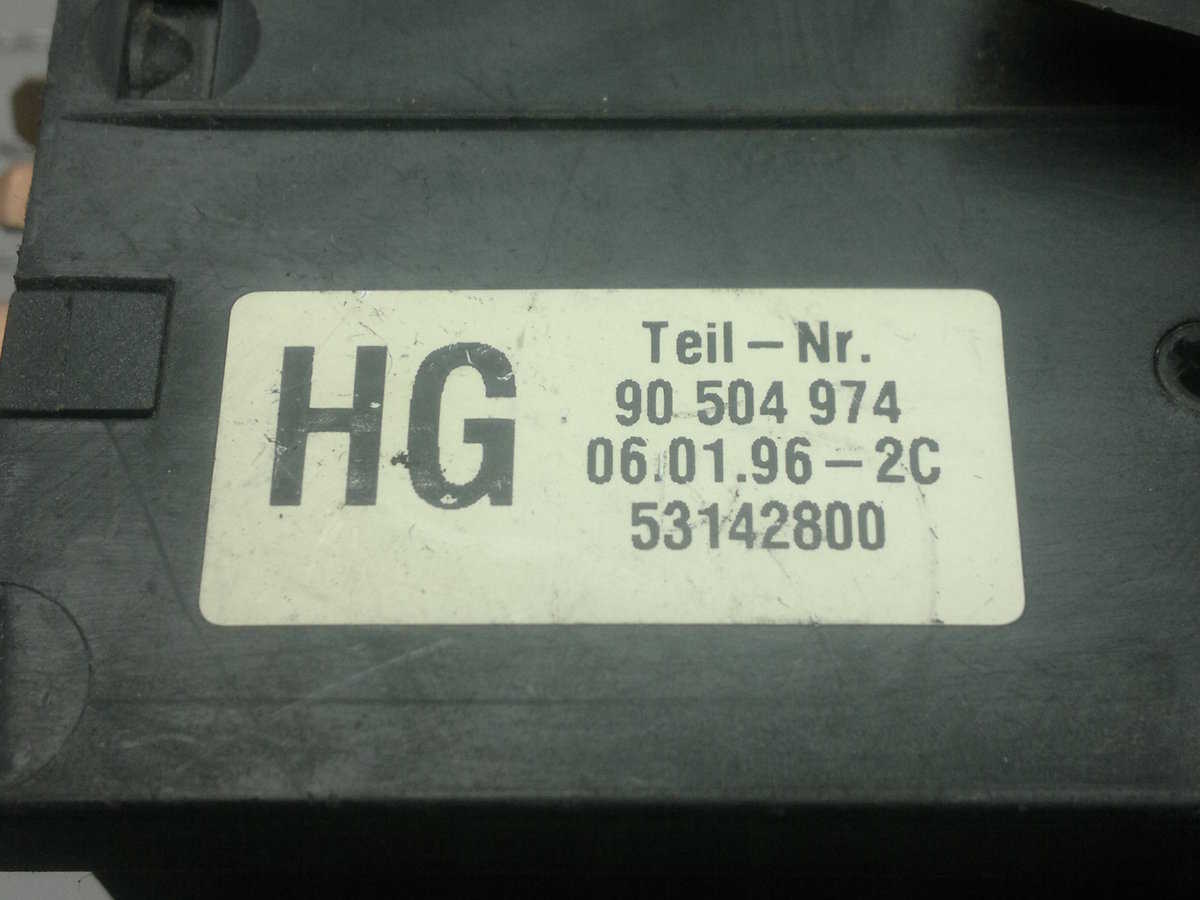 HG
Teil-Nr.
90 504 974
06.01.96-2C
53142800